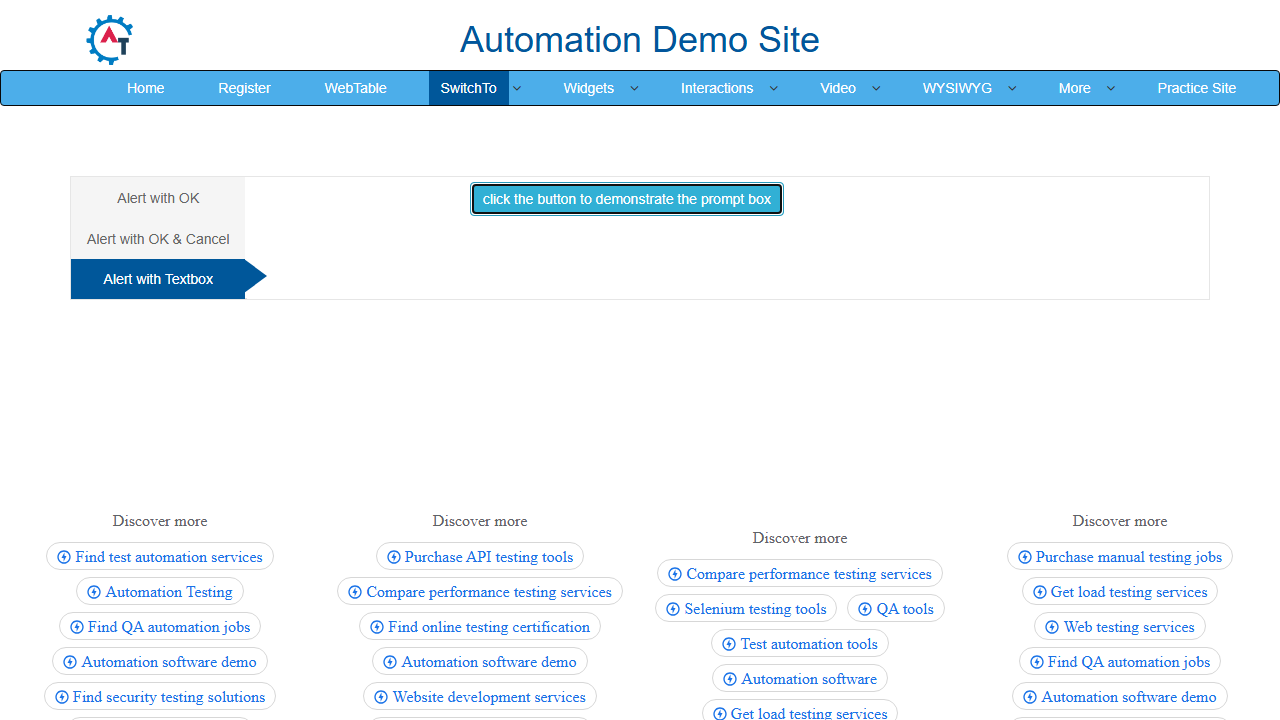 AT
Automation Demo Site
Home Register WebTable SwitchTo Widgets Interactions Video WYSIWYG More Practice Site
Alert with OK
click the button to demonstrate the prompt box
Alert with OK & Cancel
Alert with Textbox
Discover more
Find test automation services
Automation Testing
Find QA automation jobs
Automation software demo
Find security testing solutions
Discover more
Purchase API testing tools
Compare performance testing services
Find online testing certification
Automation software demo
Website development services
Discover more
Compare performance testing services
Selenium testing tools QA tools
Test automation tools
Automation software
Get load testing services
Discover more
Purchase manual testing jobs
Get load testing services
Web testing services
Find QA automation jobs
Automation software demo